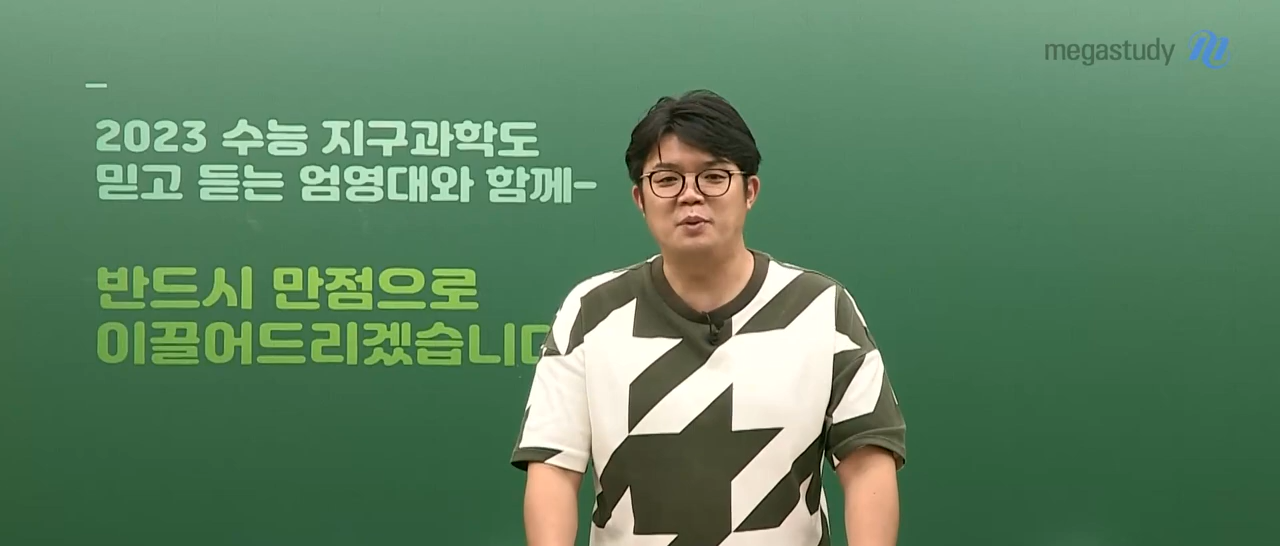 megastudy
2023 수능 지구과학도
믿고 듣는 엄영대와 함께-
반드시 만점으로
이끌어드리겠습니다